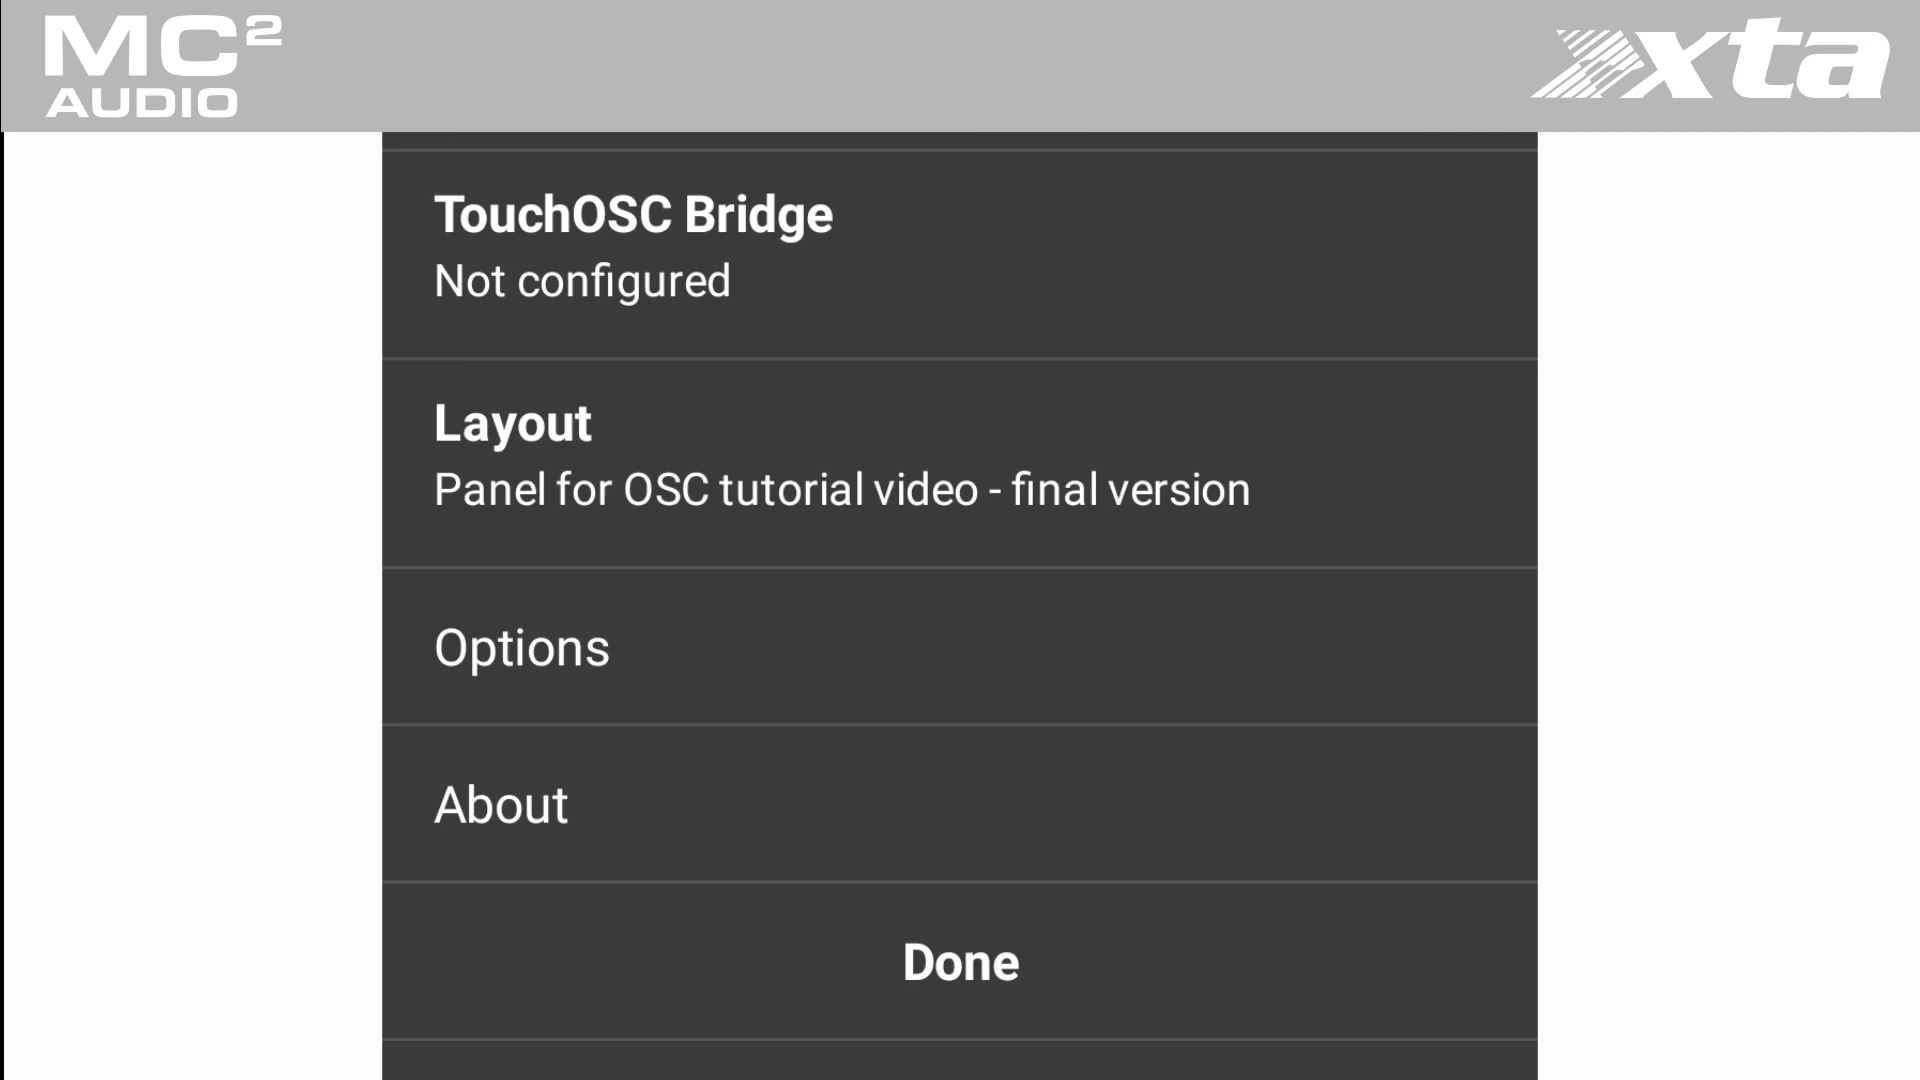 MC²
AUDIO
xta
TouchOSC Bridge
Not configured
Layout
Panel for OSC tutorial video - final version
Options
About
Done